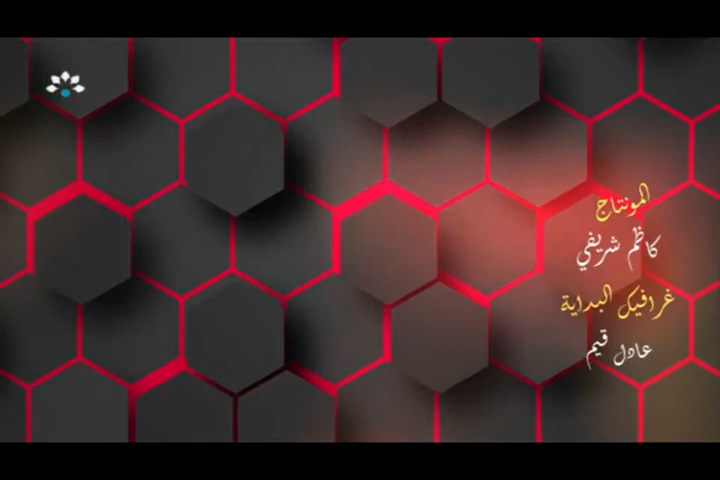 المونتاج
كاظم شريفي
غرافيك البداية
عادل قيم